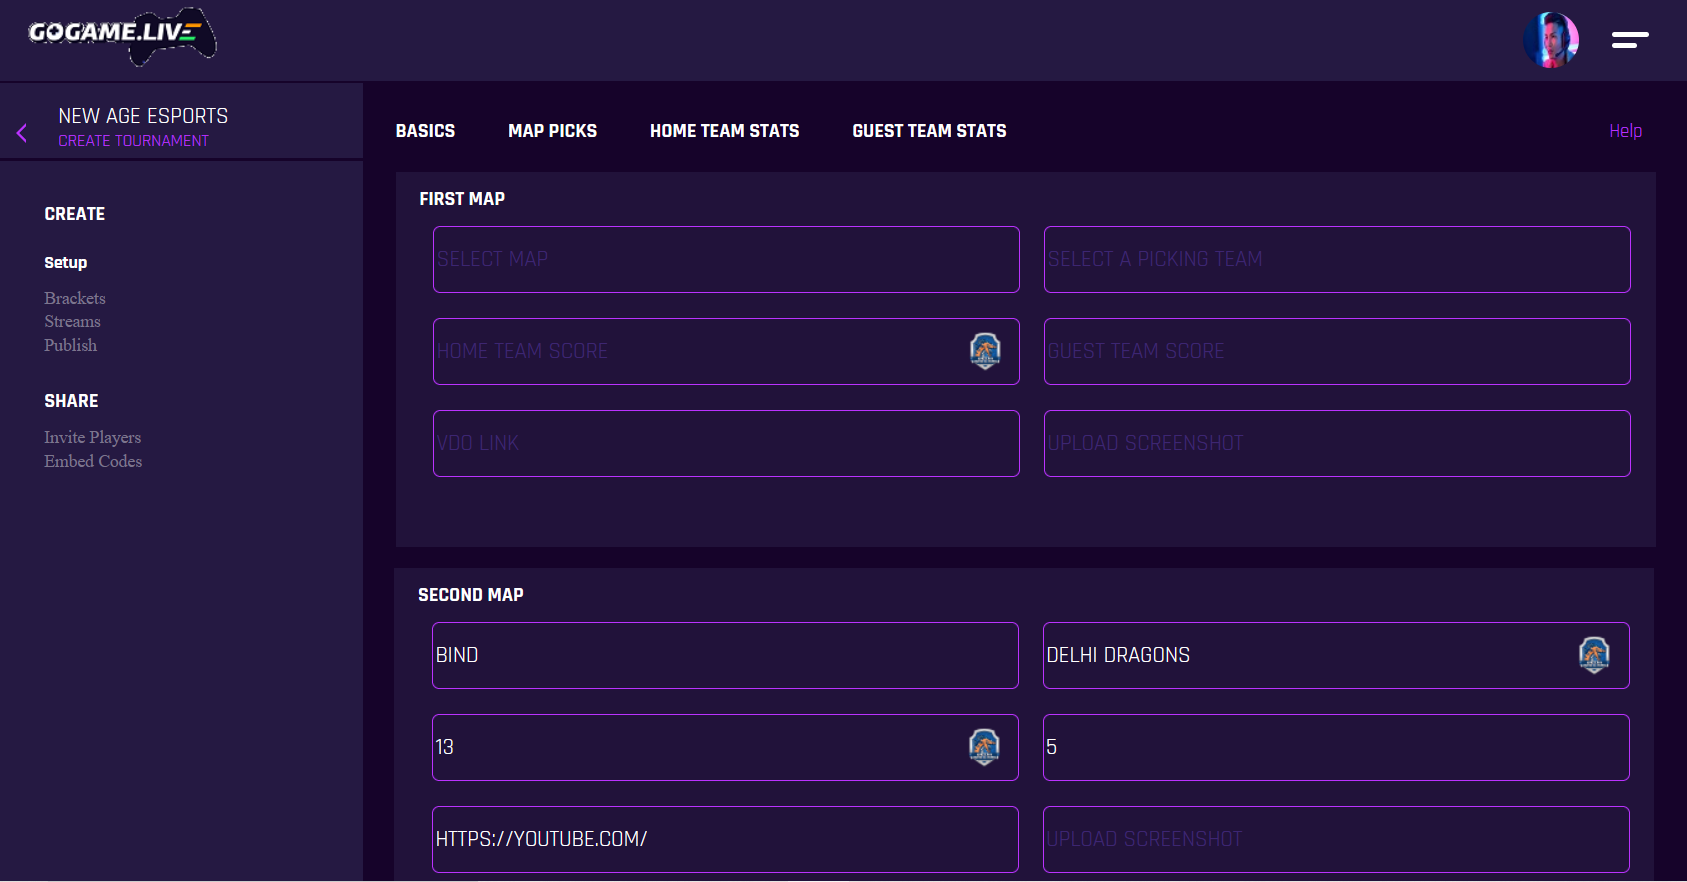 GOGAME.LIVE
NEW AGE ESPORTS
CREATE TOURNAMENT
CREATE
Setup
Brackets
Streams
Publish
SHARE
Invite Players
Embed Codes
BASICS MAP PICKS HOME TEAM STATS GUEST TEAM STATS Help
FIRST MAP
SELECT MAP SELECT A PICKING TEAM
HOME TEAM SCORE GUEST TEAM SCORE
VDO LINK UPLOAD SCREENSHOT
SECOND MAP
BIND DELHI DRAGONS
13 5
HTTPS://YOUTUBE.COM/ UPLOAD SCREENSHOT